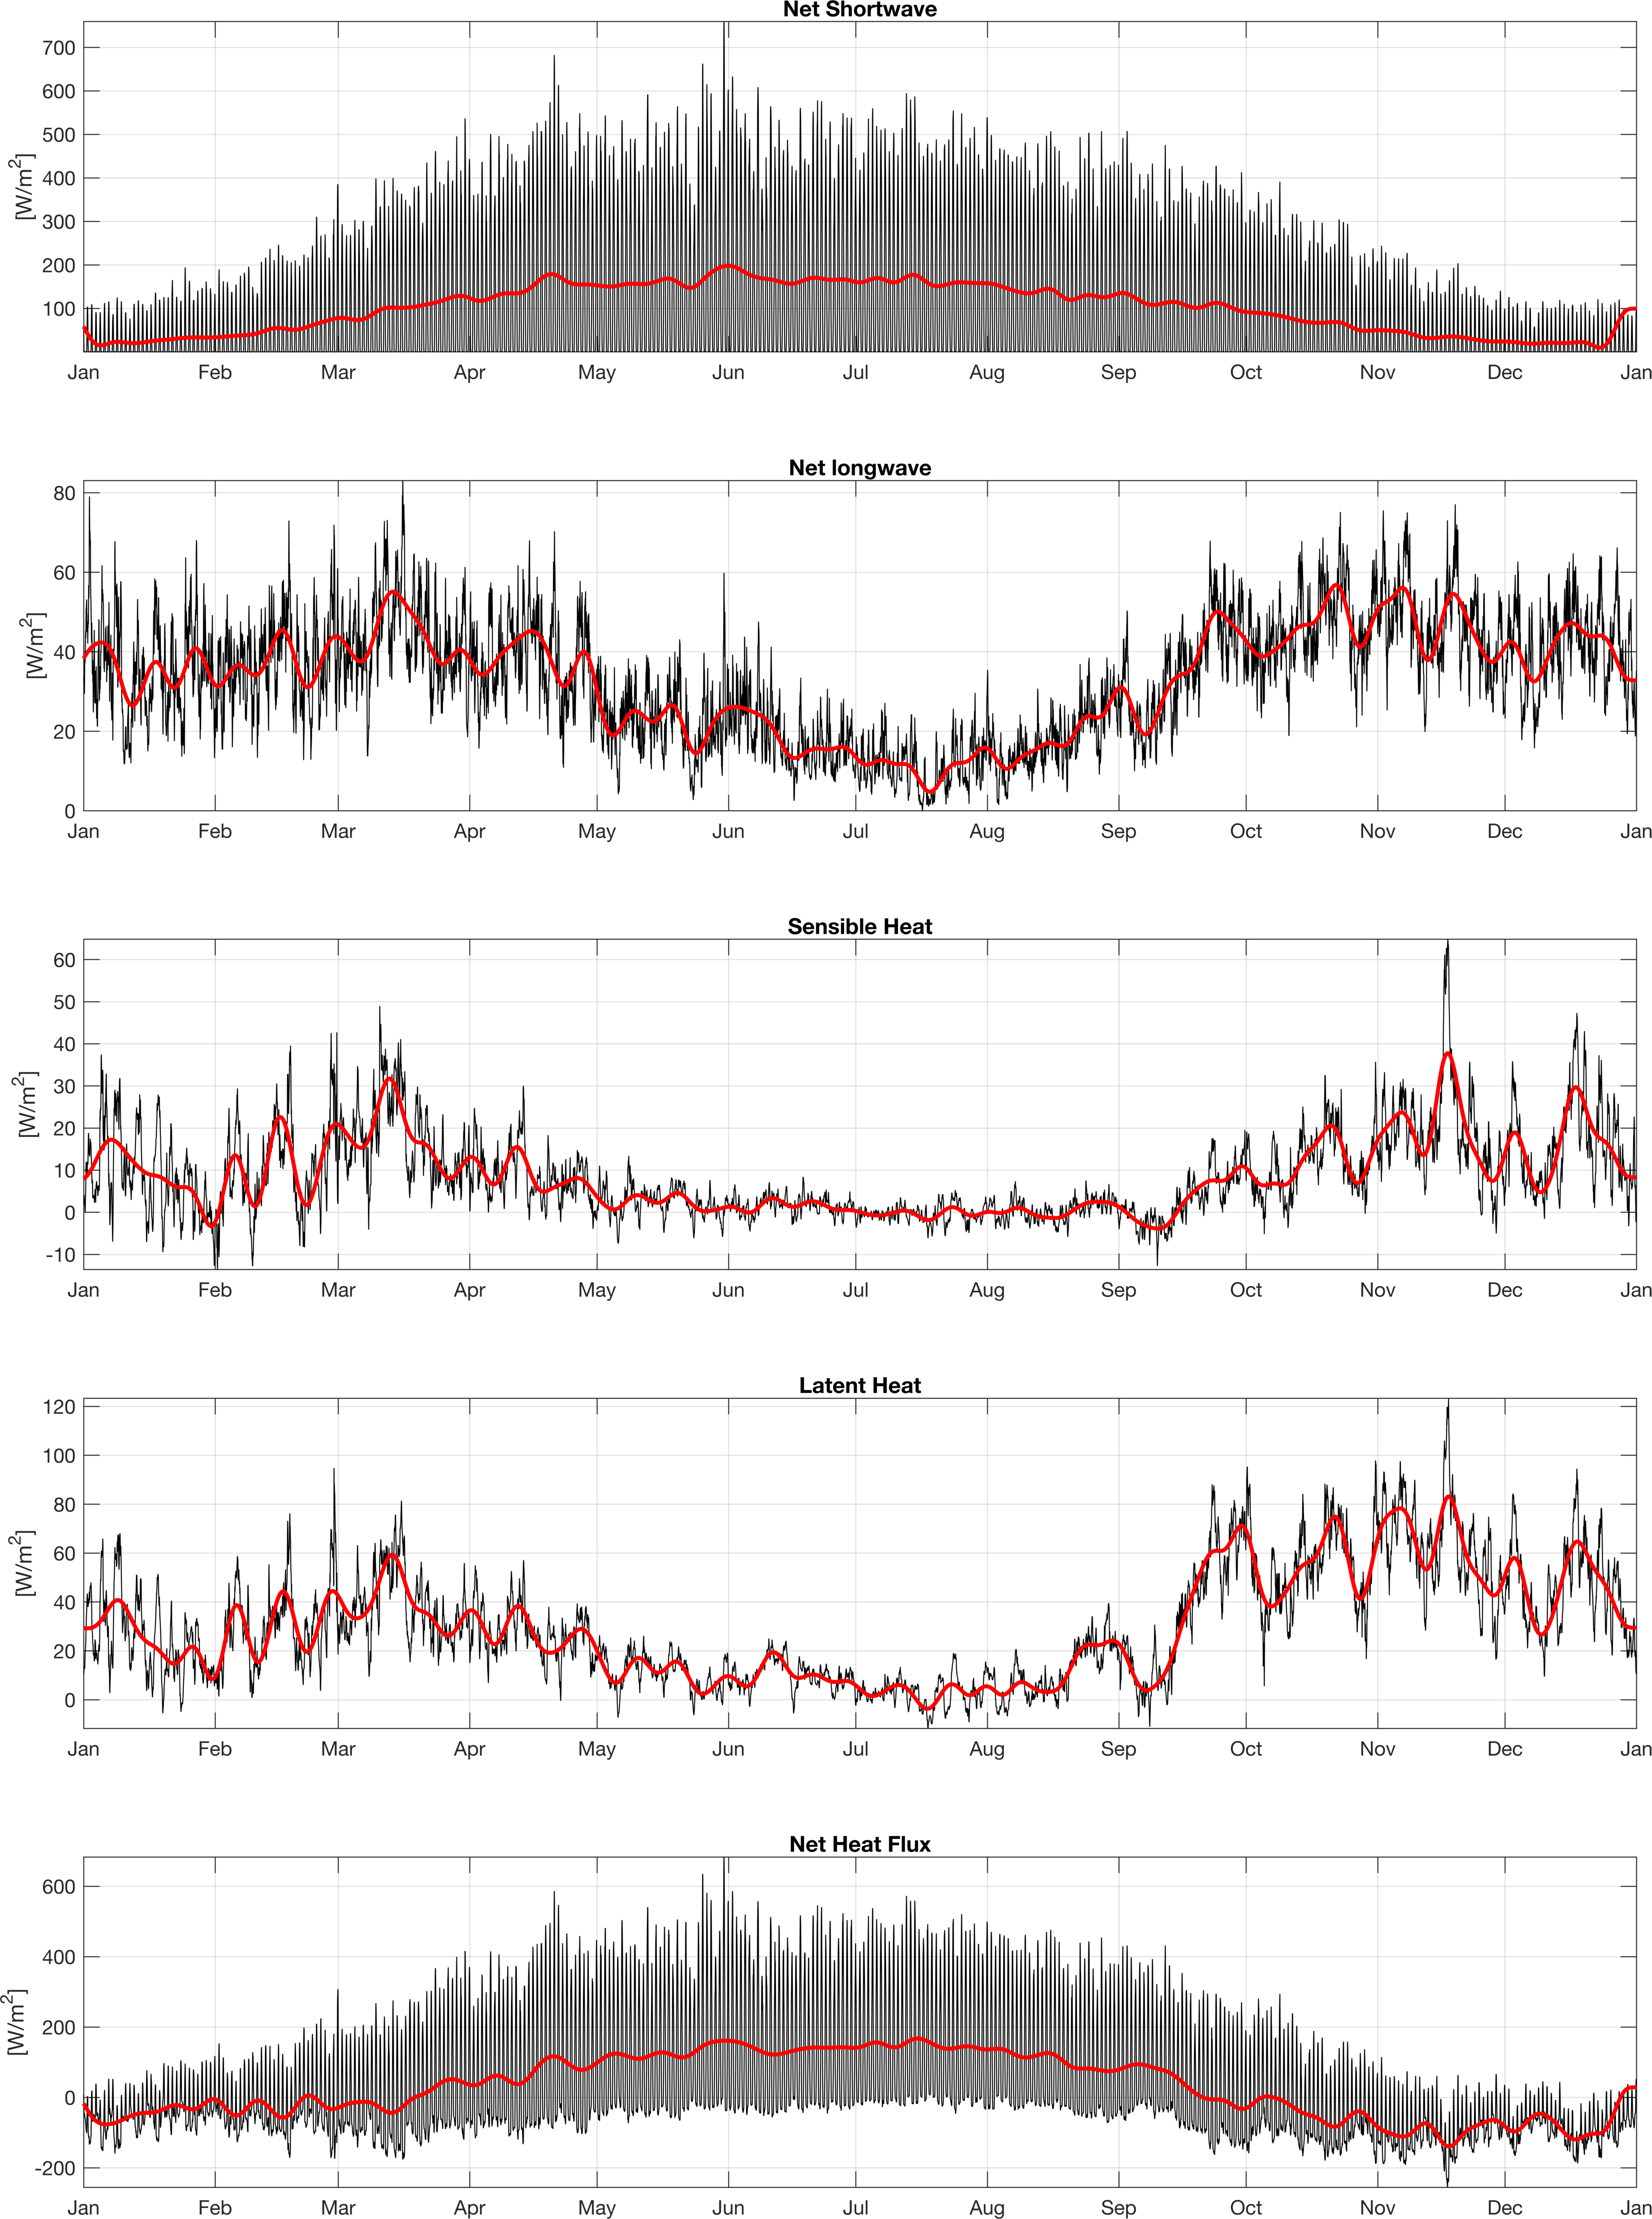 Net Shortwave
[W/m²]
700
600
500
400
300
200
100
Jan Feb Mar Apr May Jun Jul Aug Sep Oct Nov Dec Jan
Net longwave
[W/m²]
80
60
40
20
0
Jan Feb Mar Apr May Jun Jul Aug Sep Oct Nov Dec Jan
Sensible Heat
[W/m²]
60
50
40
30
20
10
0
-10
Jan Feb Mar Apr May Jun Jul Aug Sep Oct Nov Dec Jan
Latent Heat
[W/m²]
120
100
80
60
40
20
0
Jan Feb Mar Apr May Jun Jul Aug Sep Oct Nov Dec Jan
Net Heat Flux
[W/m²]
600
400
200
0
-200
Jan Feb Mar Apr May Jun Jul Aug Sep Oct Nov Dec Jan